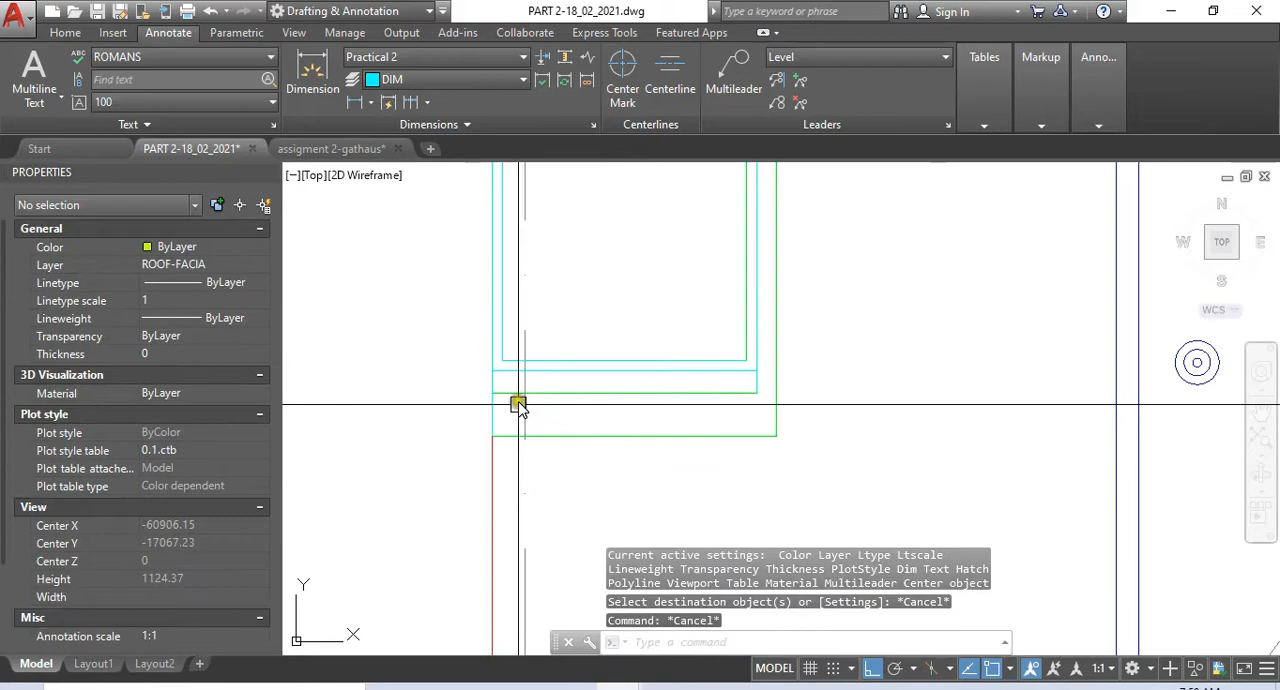 Drafting & Annotation
PART 2-18_02_2021.dwg
Type a keyword or phrase
Sign In
Home Insert Annotate Parametric View Manage Output Add-ins Collaborate Express Tools Featured Apps
ABC ROMANS
Find text
100
Multiline
Text
Text
Dimension
Practical 2
DIM
Dimensions
Center
Mark
Centerline
Centerlines
Multileader
Level
Leaders
Tables
Markup
Anno...
Start PART 2-18_02_2021* assigment 2-gathaus*
PROPERTIES
No selection
General
Color ByLayer
Layer ROOF-FACIA
Linetype ByLayer
Linetype scale 1
Lineweight ByLayer
Transparency ByLayer
Thickness 0
3D Visualization
Material ByLayer
Plot style
Plot style ByColor
Plot style table 0.1.ctb
Plot table attache... Model
Plot table type Color dependent
View
Center X -60906.15
Center Y -17067.23
Center Z 0
Height 1124.37
Width
Misc
Annotation scale 1:1
[−][Top][2D Wireframe]
N
W TOP E
S
WCS
Y
X
Current active settings: Color Layer Ltype Ltscale
Lineweight Transparency Thickness PlotStyle Dim Text Hatch
Polyline Viewport Table Material Multileader Center object
Select destination object(s) or [Settings]: *Cancel*
Command: *Cancel*
Type a command
Model Layout1 Layout2
MODEL 1:1